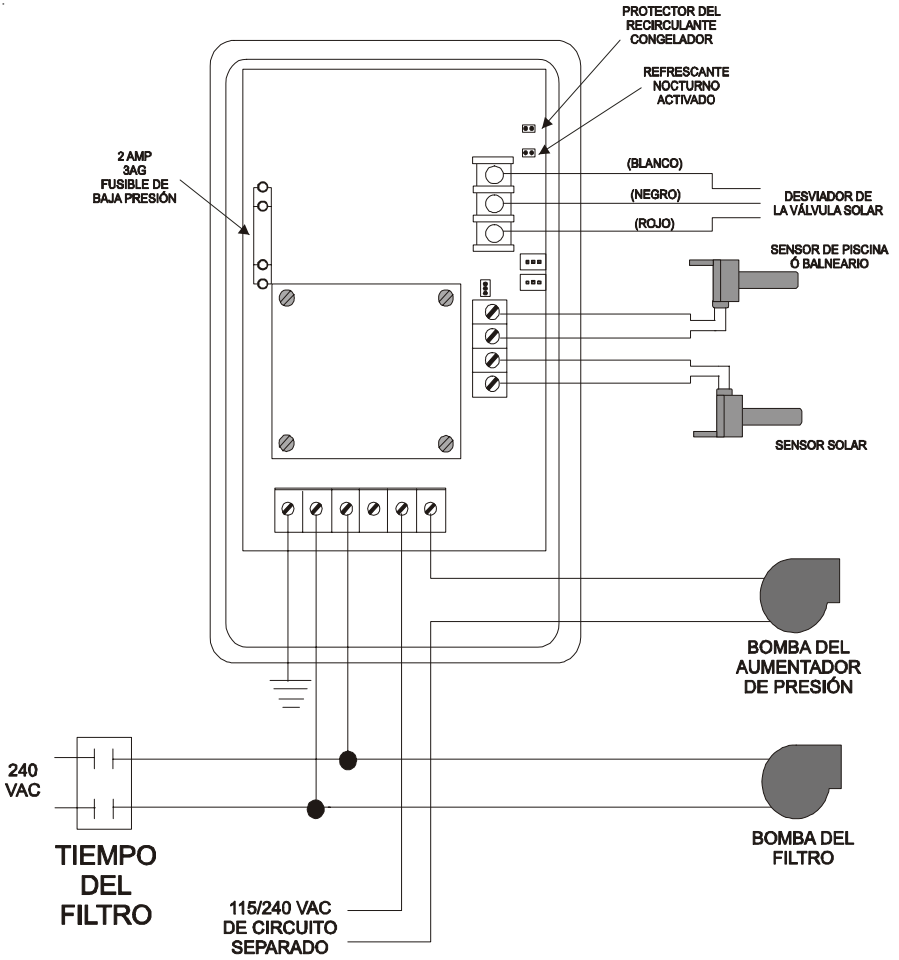 PROTECTOR DEL
RECIRCULANTE
CONGELADOR
REFRESCANTE
NOCTURNO
ACTIVADO
2 AMP
3AG
FUSIBLE DE
BAJA PRESIÓN
(BLANCO)
(NEGRO)
(ROJO)
DESVIADOR DE
LA VÁLVULA SOLAR
SENSOR DE PISCINA
Ó BALNEARIO
SENSOR SOLAR
BOMBA DEL
AUMENTADOR
DE PRESIÓN
240
VAC
TIEMPO
DEL
FILTRO
BOMBA DEL
FILTRO
115/240 VAC
DE CIRCUITO
SEPARADO